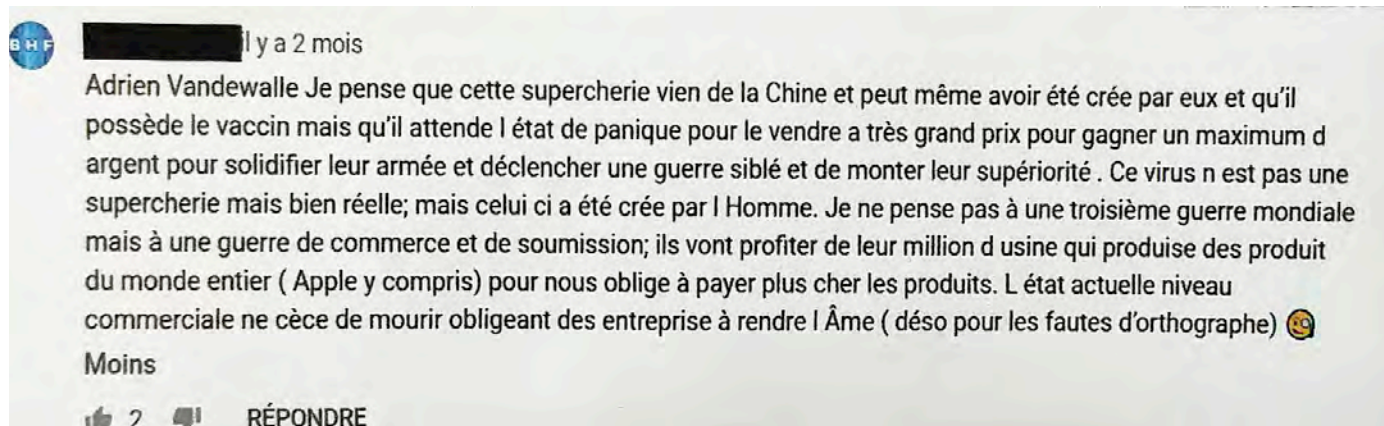 BHF
il y a 2 mois
Adrien Vandewalle Je pense que cette supercherie vien de la Chine et peut même avoir été crée par eux et qu'il
possède le vaccin mais qu'il attende l état de panique pour le vendre a très grand prix pour gagner un maximum d
argent pour solidifier leur armée et déclencher une guerre siblé et de monter leur supériorité . Ce virus n est pas une
supercherie mais bien réelle; mais celui ci a été crée par l Homme. Je ne pense pas à une troisième guerre mondiale
mais à une guerre de commerce et de soumission; ils vont profiter de leur million d usine qui produise des produit
du monde entier ( Apple y compris) pour nous oblige à payer plus cher les produits. L état actuelle niveau
commerciale ne cèce de mourir obligeant des entreprise à rendre l Âme ( déso pour les fautes d'orthographe)
Moins
2 RÉPONDRE